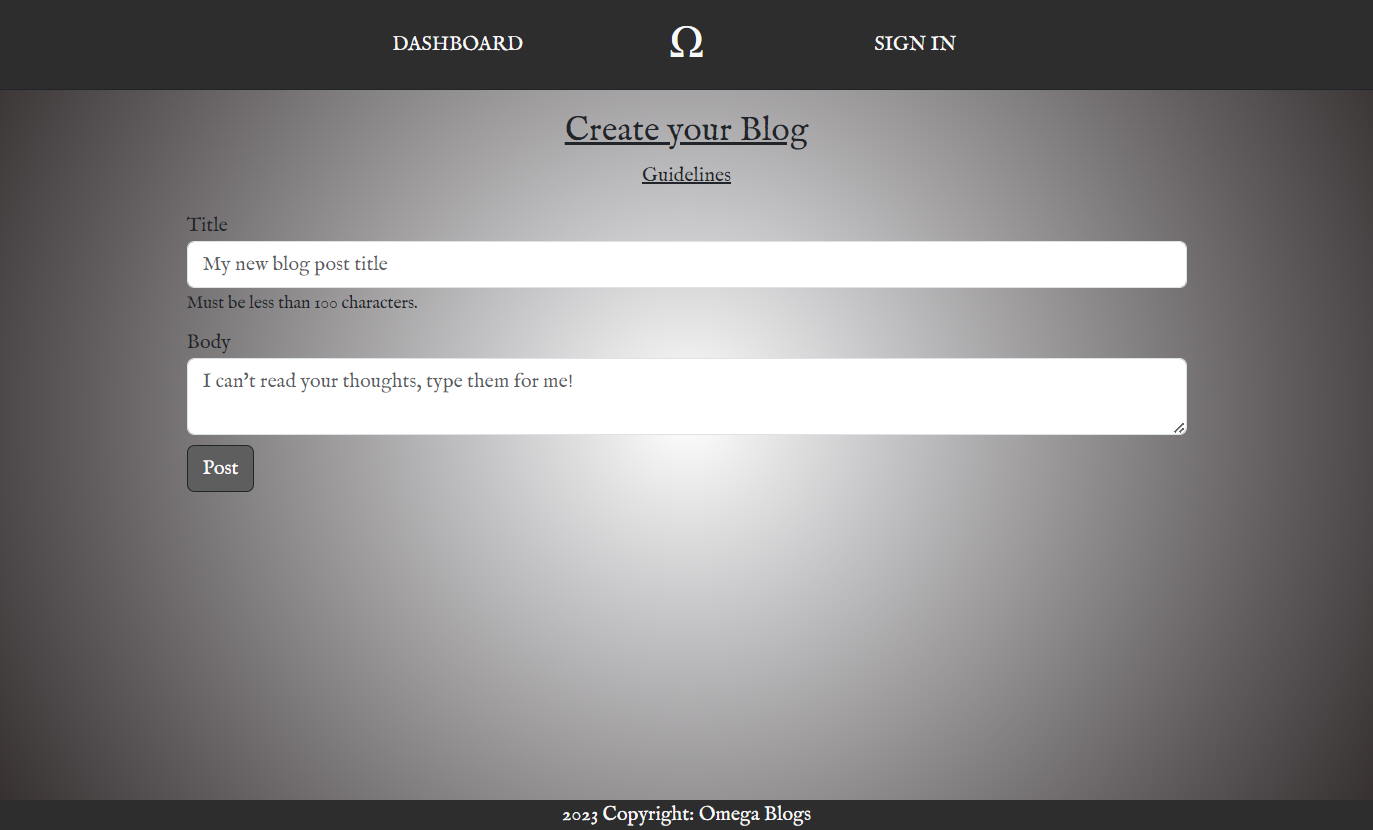 DASHBOARD Ω SIGN IN
Create your Blog
Guidelines
Title
My new blog post title
Must be less than 100 characters.
Body
I can't read your thoughts, type them for me!
Post
2023 Copyright: Omega Blogs